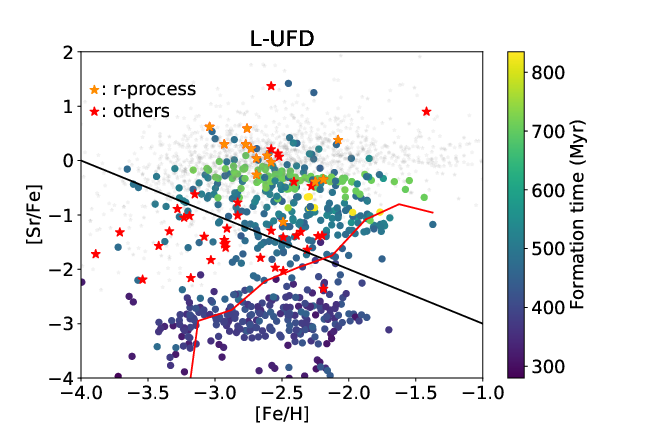 L-UFD
2
1
0
−1
−2
−3
−4
[Sr/Fe]
★: r-process
★: others
−4.0 −3.5 −3.0 −2.5 −2.0 −1.5 −1.0
[Fe/H]
800
700
600
500
400
300
Formation time (Myr)